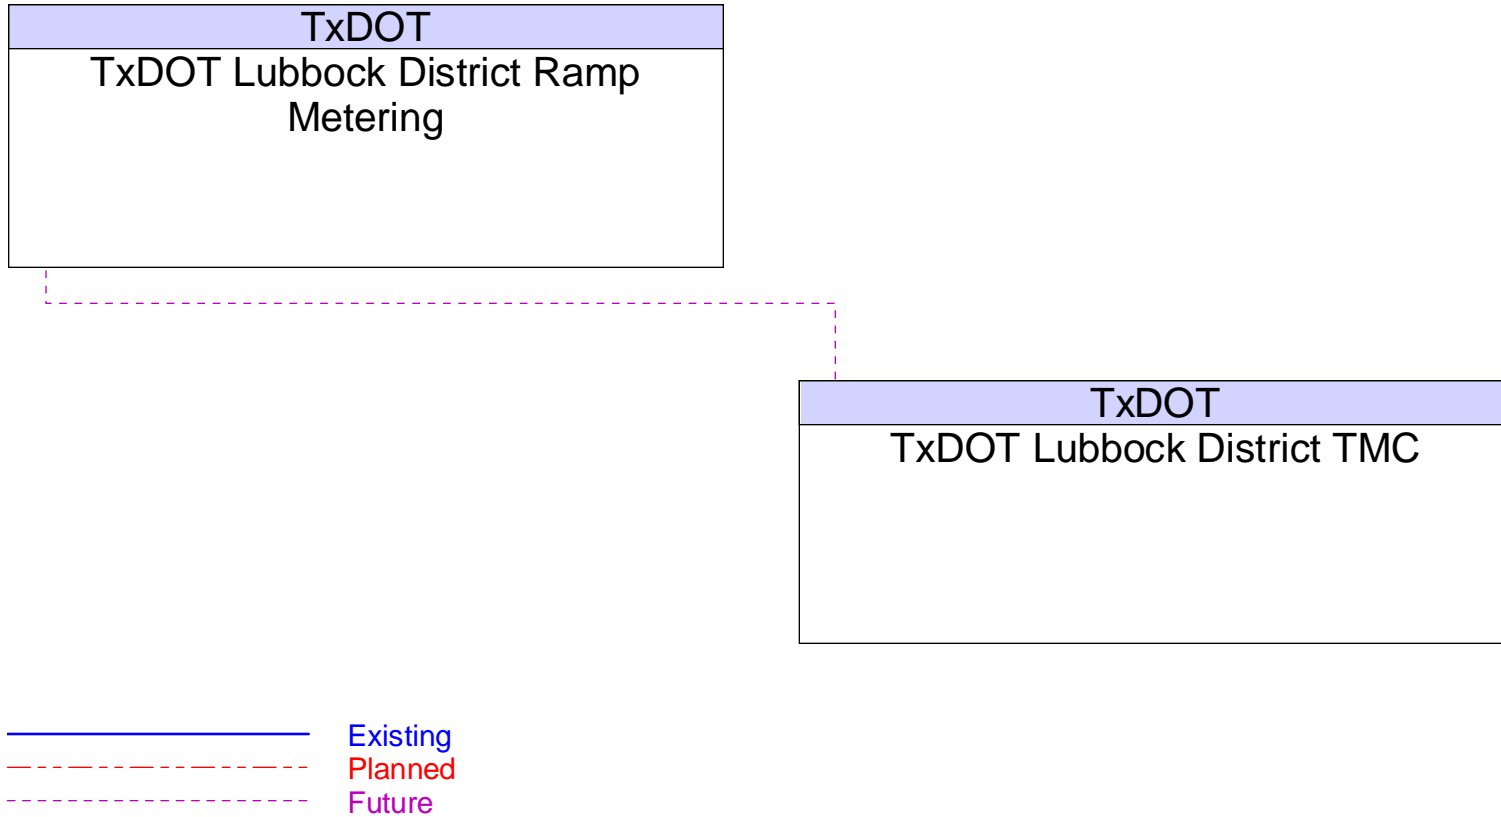 TxDOT
TxDOT Lubbock District Ramp
Metering
TxDOT
TxDOT Lubbock District TMC
Existing
Planned
Future